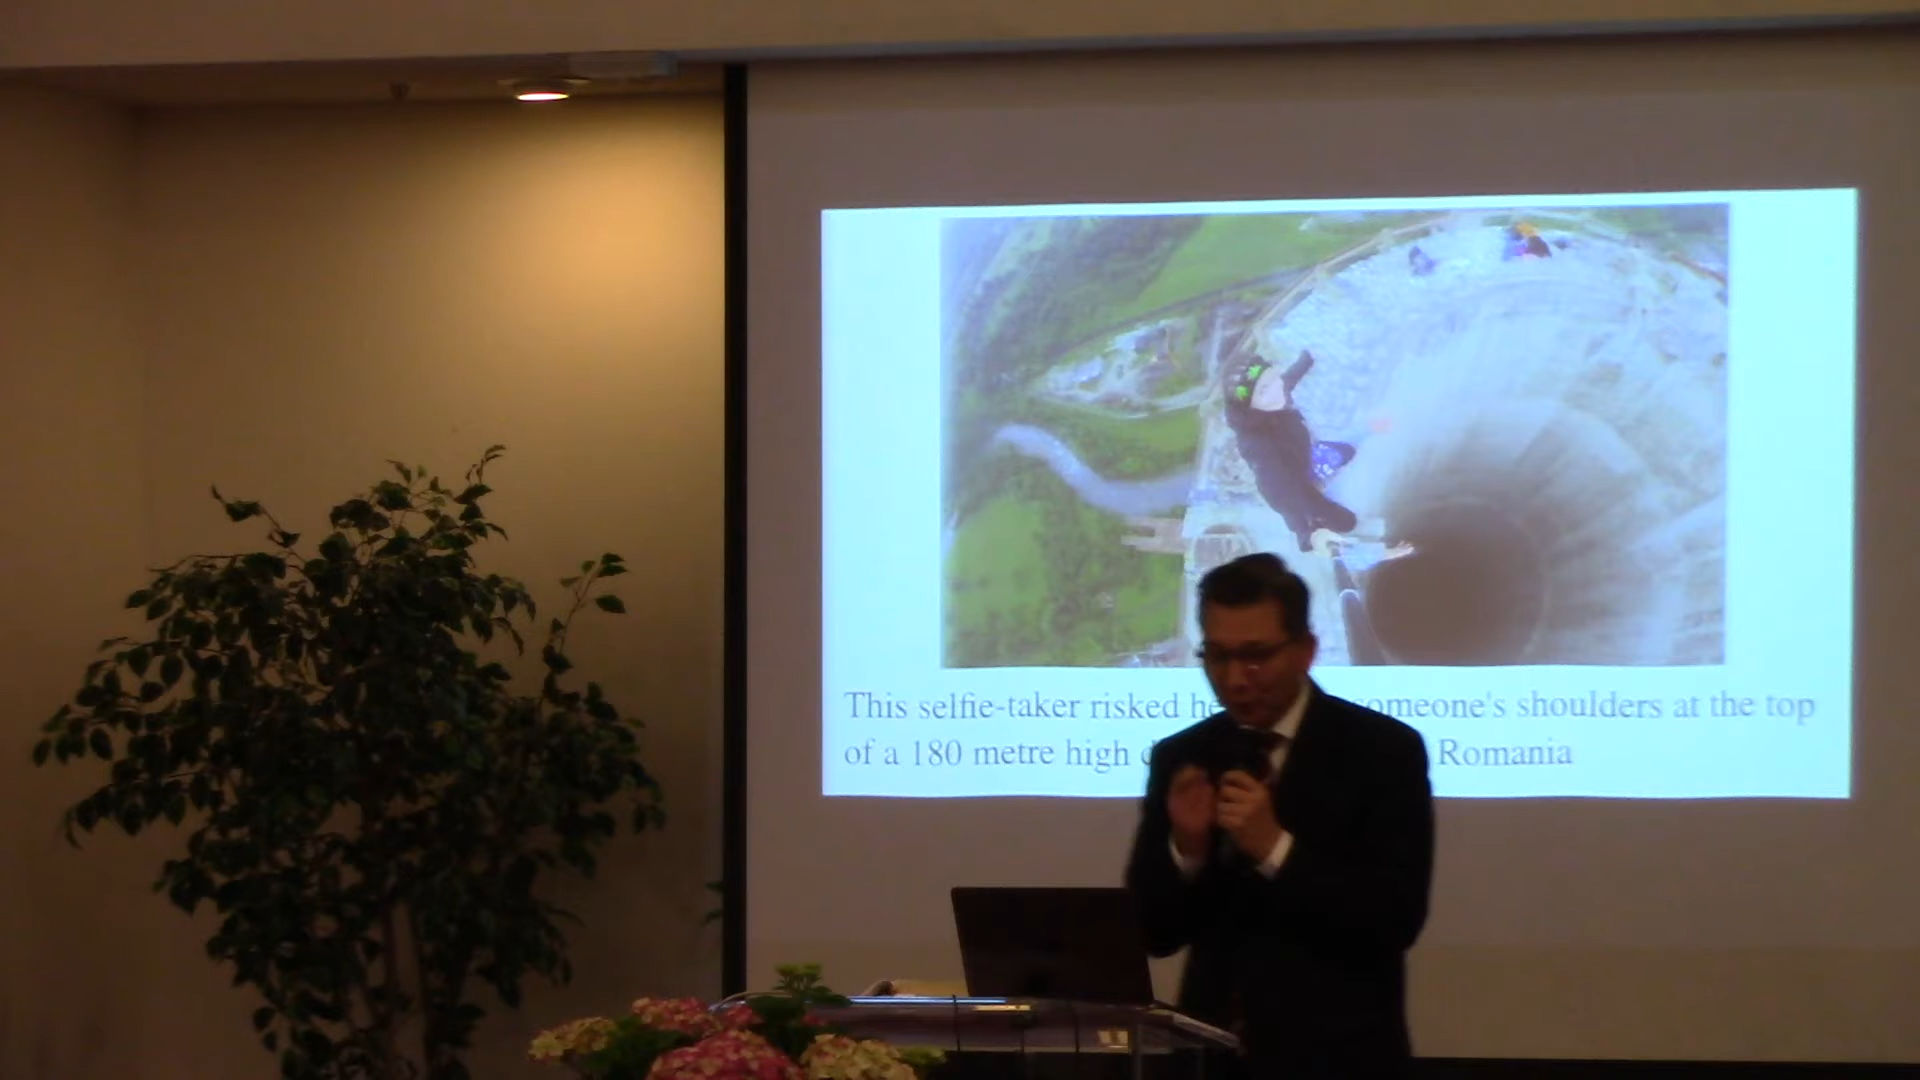 This selfie-taker risked he someone's shoulders at the top
of a 180 metre high Romania